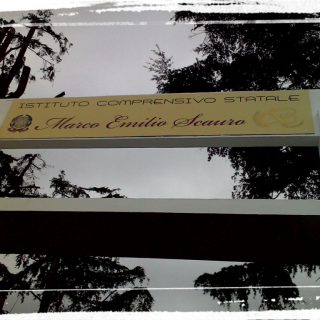 ISTITUTO COMPRENSIVO STATALE
Marco Emilio Scauro